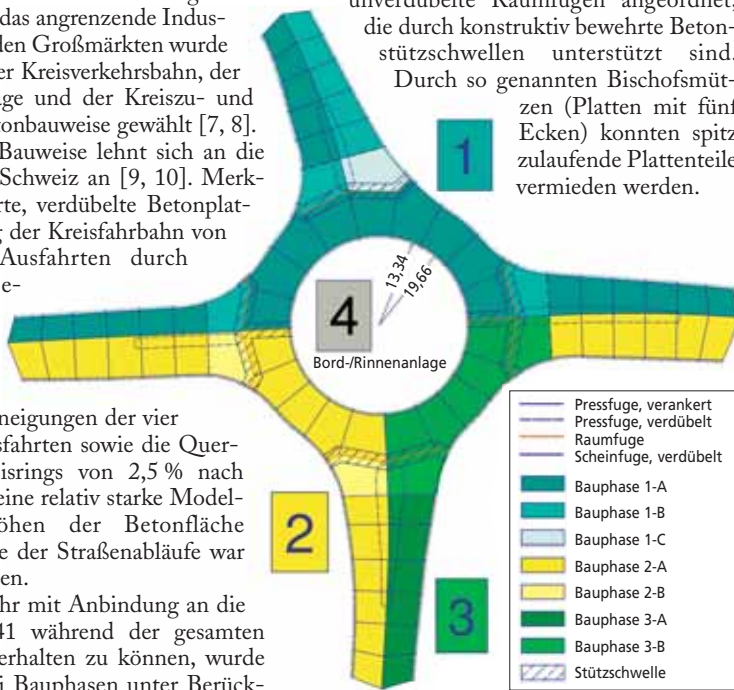 das angrenzende Indus-
den Großmärkten wurde
er Kreisverkehrsbahn, der
age und der Kreiszu- und
tonbauweise gewählt [7, 8].
Bauweise lehnt sich an die
Schweiz an [9, 10]. Merk-
rte, verdübelte Betonplat-
g der Kreisfahrbahn von
Ausfahrten durch
e-
neigungen der vier
sfahrten sowie die Quer-
isrings von 2,5 % nach
eine relativ starke Model-
öhen der Betonfläche
e der Straßenabläufe war
en.
hr mit Anbindung an die
41 während der gesamten
erhalten zu können, wurde
i Bauphasen unter Berück-
unverdübelte Raumfugen angeordnet,
die durch konstruktiv bewehrte Beton-
stützschwellen unterstützt sind.
Durch so genannten Bischofsmüt-
zen (Platten mit fünf
Ecken) konnten spitz
zulaufende Plattenteile
vermieden werden.
1
13,34
19,66
4
Bord-/Rinnenanlage
2
3
Pressfuge, verankert
Pressfuge, verdübelt
Raumfuge
Scheinfuge, verdübelt
Bauphase 1-A
Bauphase 1-B
Bauphase 1-C
Bauphase 2-A
Bauphase 2-B
Bauphase 3-A
Bauphase 3-B
Stützschwelle